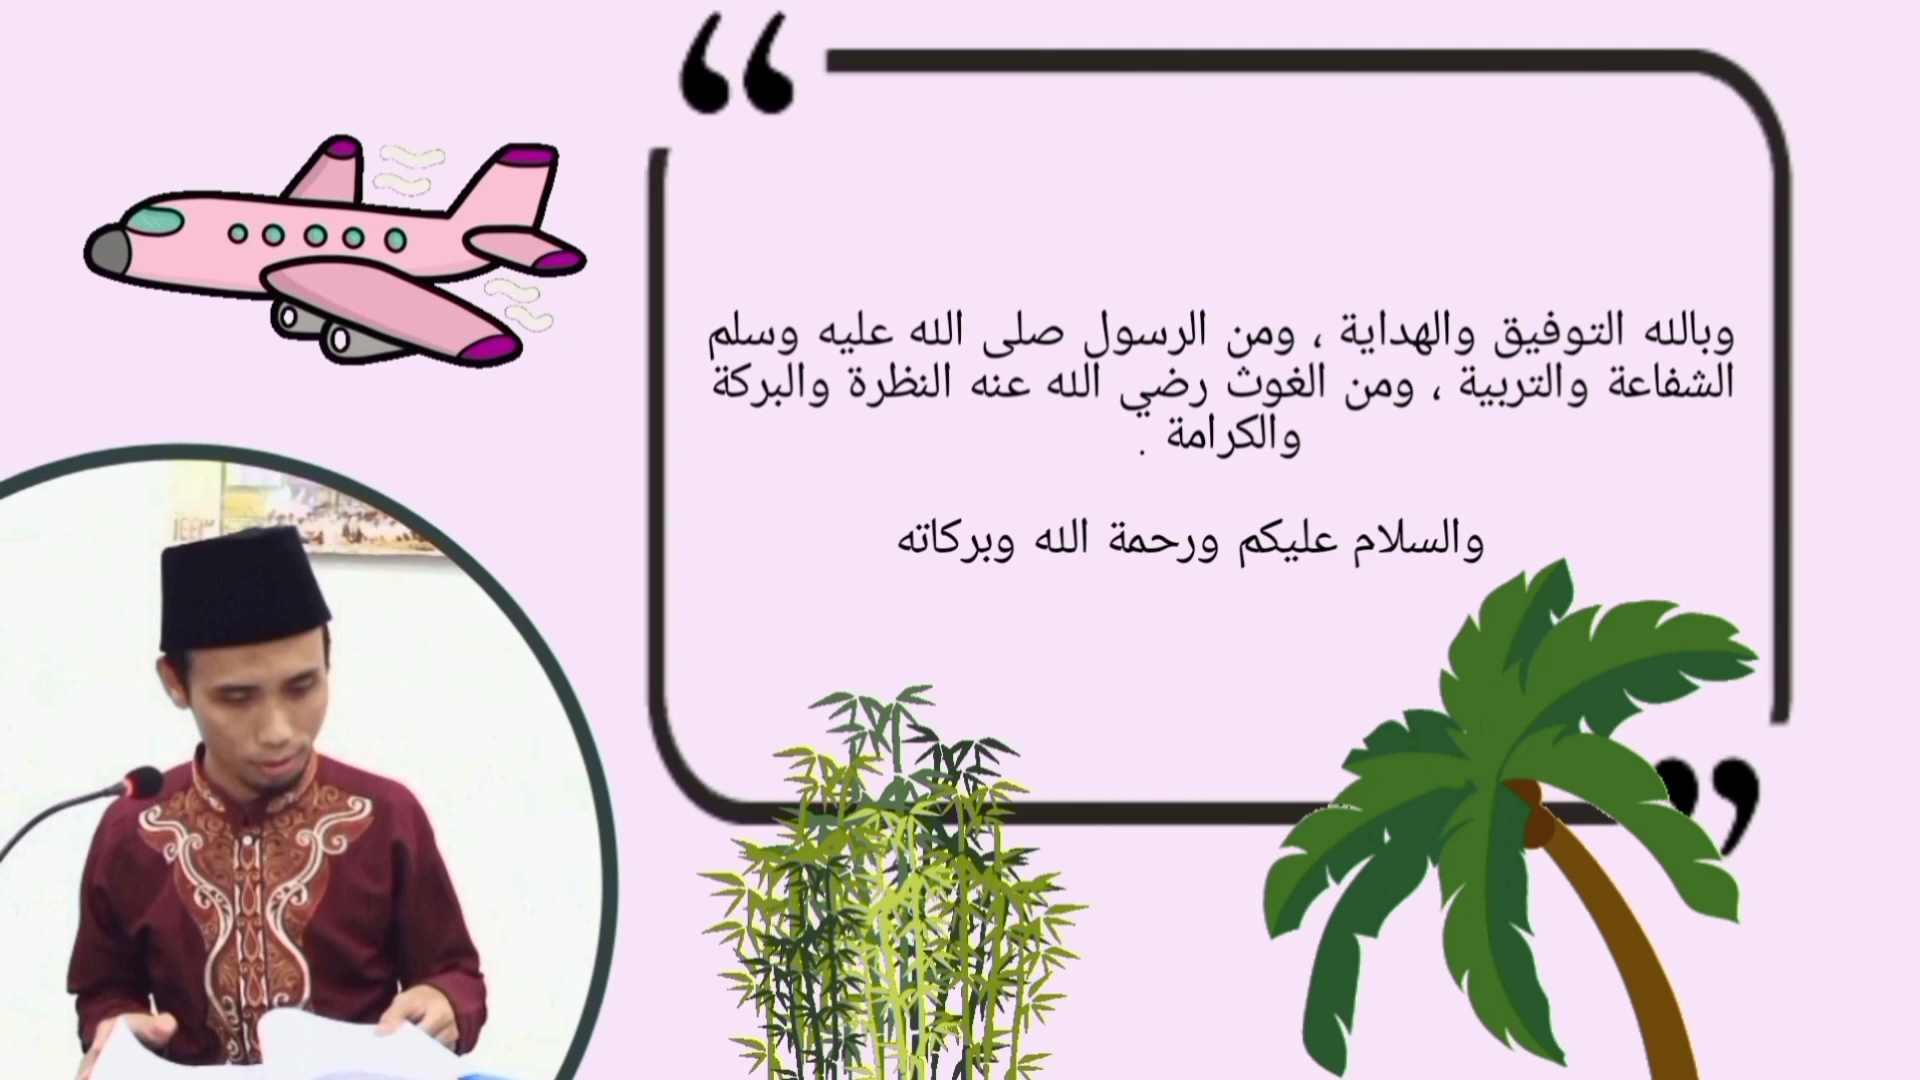 وبالله التوفيق والهداية ، ومن الرسول صلى الله عليه وسلم
الشفاعة والتربية ، ومن الغوث رضي الله عنه النظرة والبركة
والكرامة .
والسلام عليكم ورحمة الله وبركاته